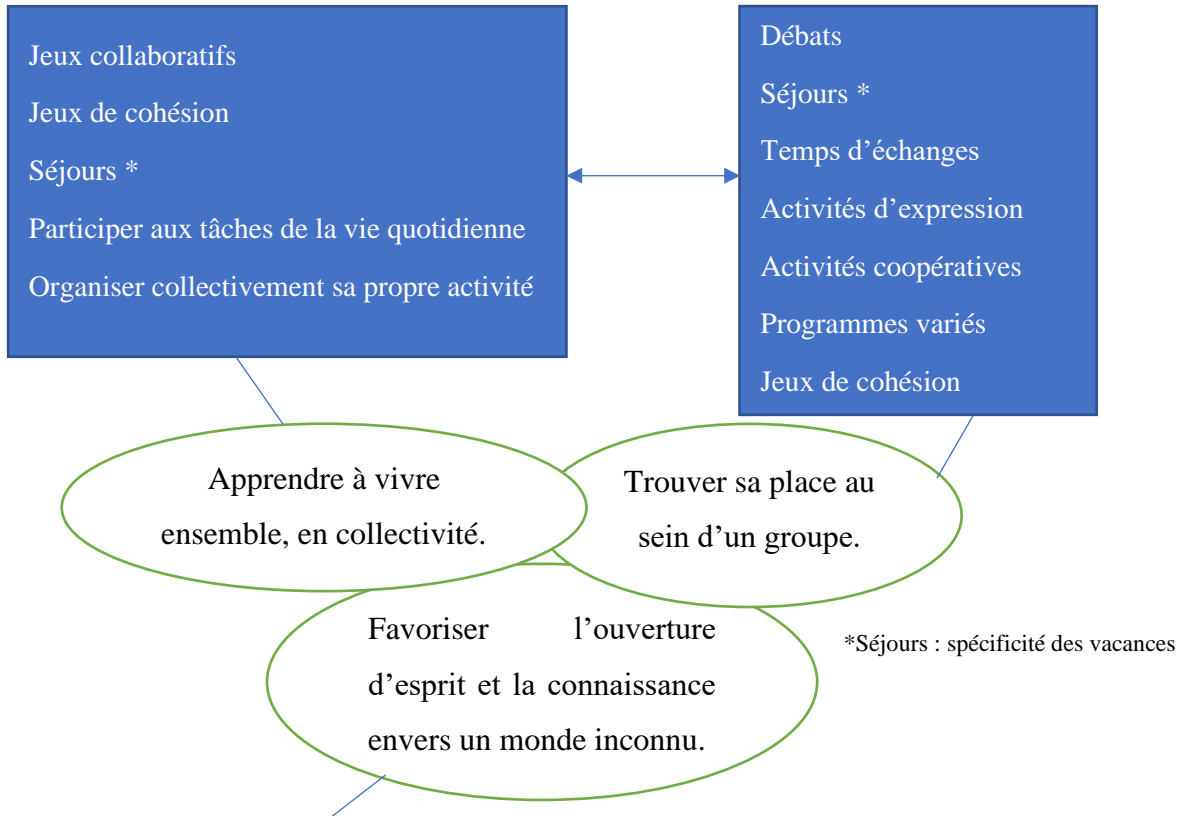 Jeux collaboratifs
Jeux de cohésion
Séjours *
Participer aux tâches de la vie quotidienne
Organiser collectivement sa propre activité
Débats
Séjours *
Temps d’échanges
Activités d’expression
Activités coopératives
Programmes variés
Jeux de cohésion
Apprendre à vivre
ensemble, en collectivité.
Trouver sa place au
sein d’un groupe.
Favoriser l’ouverture
d’esprit et la connaissance
envers un monde inconnu.
*Séjours : spécificité des vacances